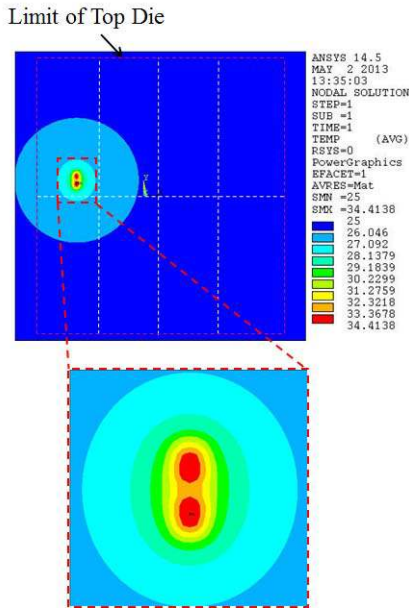 Limit of Top Die
ANSYS 14.5
MAY 2 2013
13:35:03
NODAL SOLUTION
STEP=1
SUB =1
TIME=1
TEMP (AVG)
RSYS=0
PowerGraphics
EFACET=1
AVRES=Mat
SMN =25
SMX =34.4138
25
26.046
27.092
28.1379
29.1839
30.2299
31.2759
32.3218
33.3678
34.4138
Y